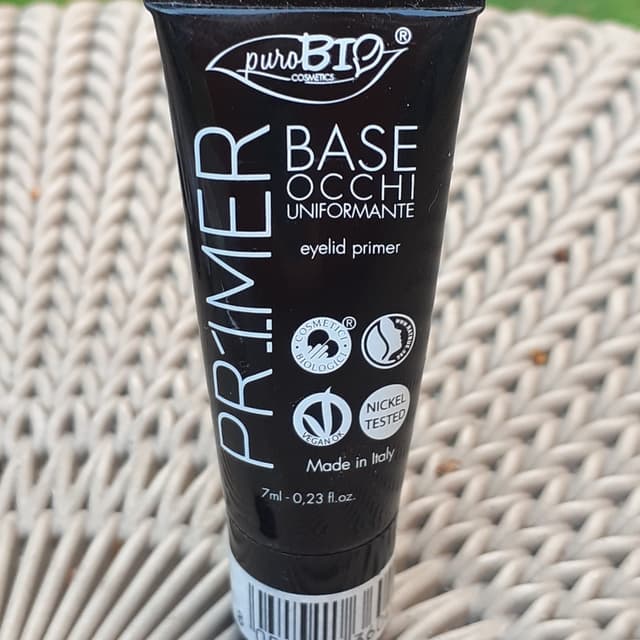 puroBIO®
COSMETICS
PR1MER
BASE
OCCHI
UNIFORMANTE
eyelid primer
COSMETICI
BIOLOGICI
®
VEGAN OK
NICKEL
TESTED
Made in Italy
7ml - 0,23 fl.oz.